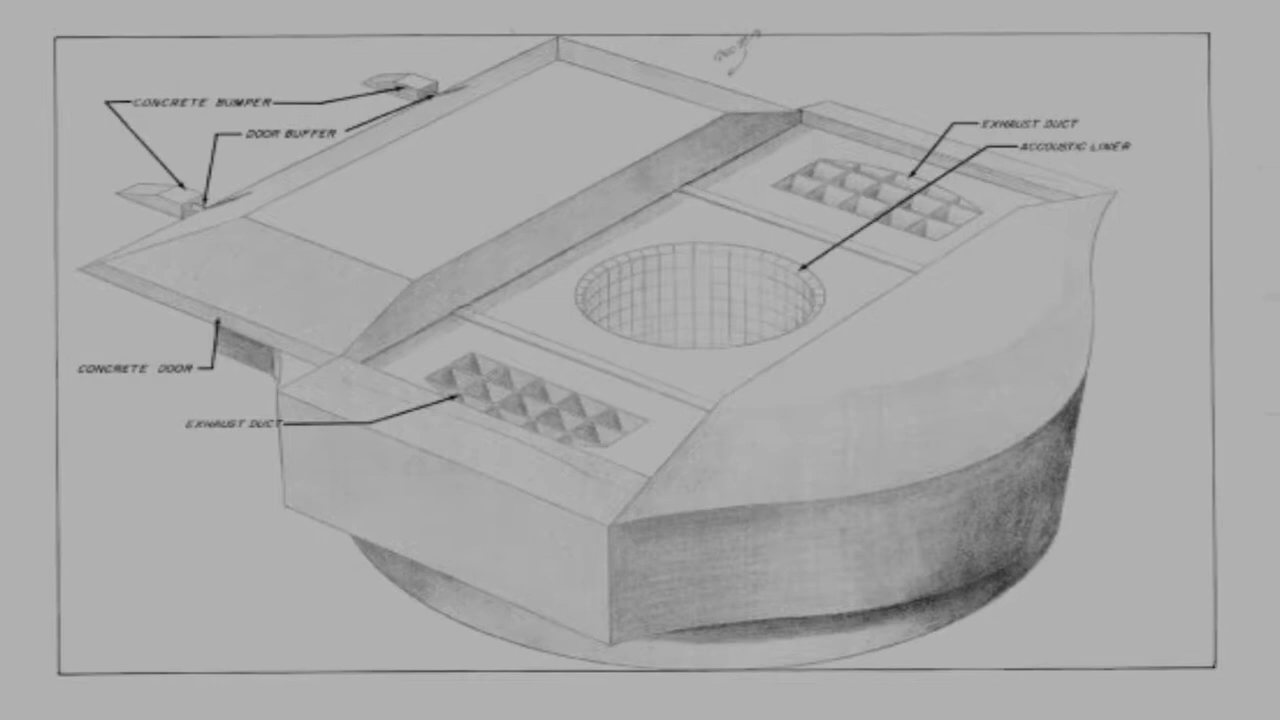 CONCRETE BUMPER
DOOR BUFFER
EXHAUST DUCT
ACCOUSTIC LINER
CONCRETE DOOR
EXHAUST DUCT